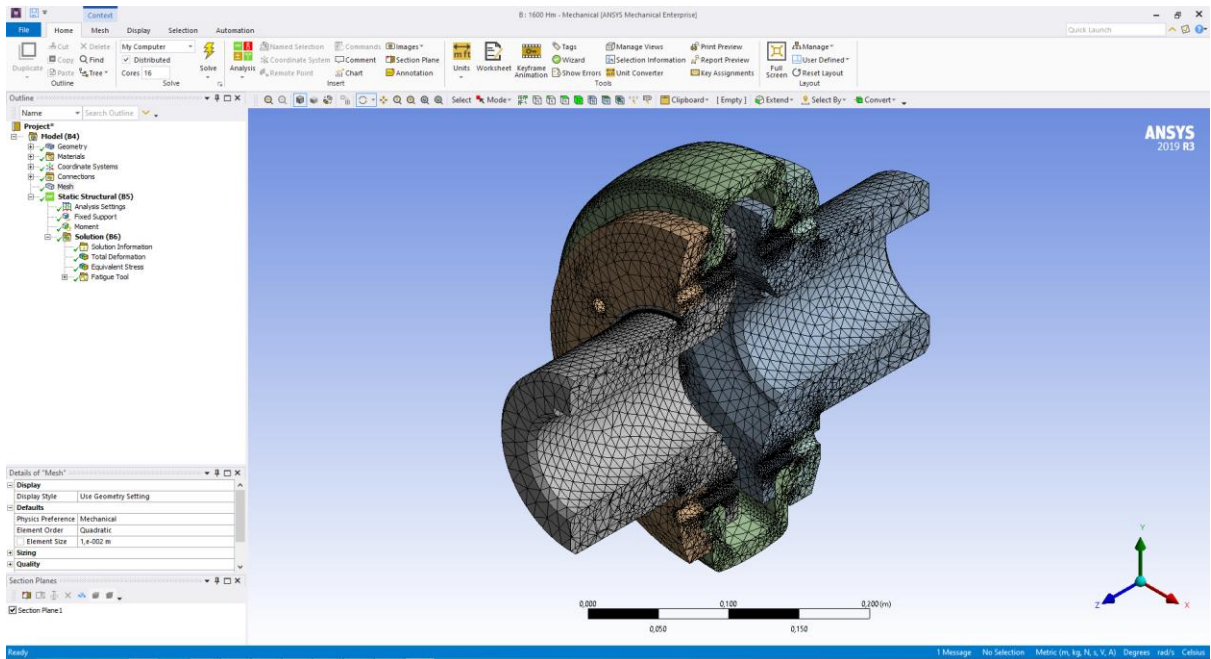 Context
B : 1600 Hm - Mechanical [ANSYS Mechanical Enterprise]
File Home Mesh Display Selection Automation
Quick Launch
Duplicate
Cut
Copy
Paste
Delete
Find
Tree
Outline
My Computer
Distributed
Cores 16
Solve
Solve
Analysis
Named Selection
Coordinate System
Remote Point
Commands
Comment
Chart
Images
Section Plane
Annotation
Insert
Units
Worksheet
Keyframe Animation
Tags
Wizard
Show Errors
Manage Views
Selection Information
Unit Converter
Print Preview
Report Preview
Key Assignments
Tools
Full Screen
Manage
User Defined
Reset Layout
Layout
Outline
Name Search Outline
Select Mode Clipboard [ Empty ] Extend Select By Convert
Project*
Model (B4)
Geometry
Materials
Coordinate Systems
Connections
Mesh
Static Structural (B5)
Analysis Settings
Fixed Support
Moment
Solution (B6)
Solution Information
Total Deformation
Equivalent Stress
Fatigue Tool
ANSYS
2019 R3
Details of "Mesh"
Display
Display Style Use Geometry Setting
Defaults
Physics Preference Mechanical
Element Order Quadratic
Element Size 1,e-002 m
Sizing
Quality
Section Planes
Section Plane 1
0,000 0,100 0,200 (m)
0,050 0,150
Y
Z X
Ready
1 Message No Selection Metric (m, kg, N, s, V, A) Degrees rad/s Celsius